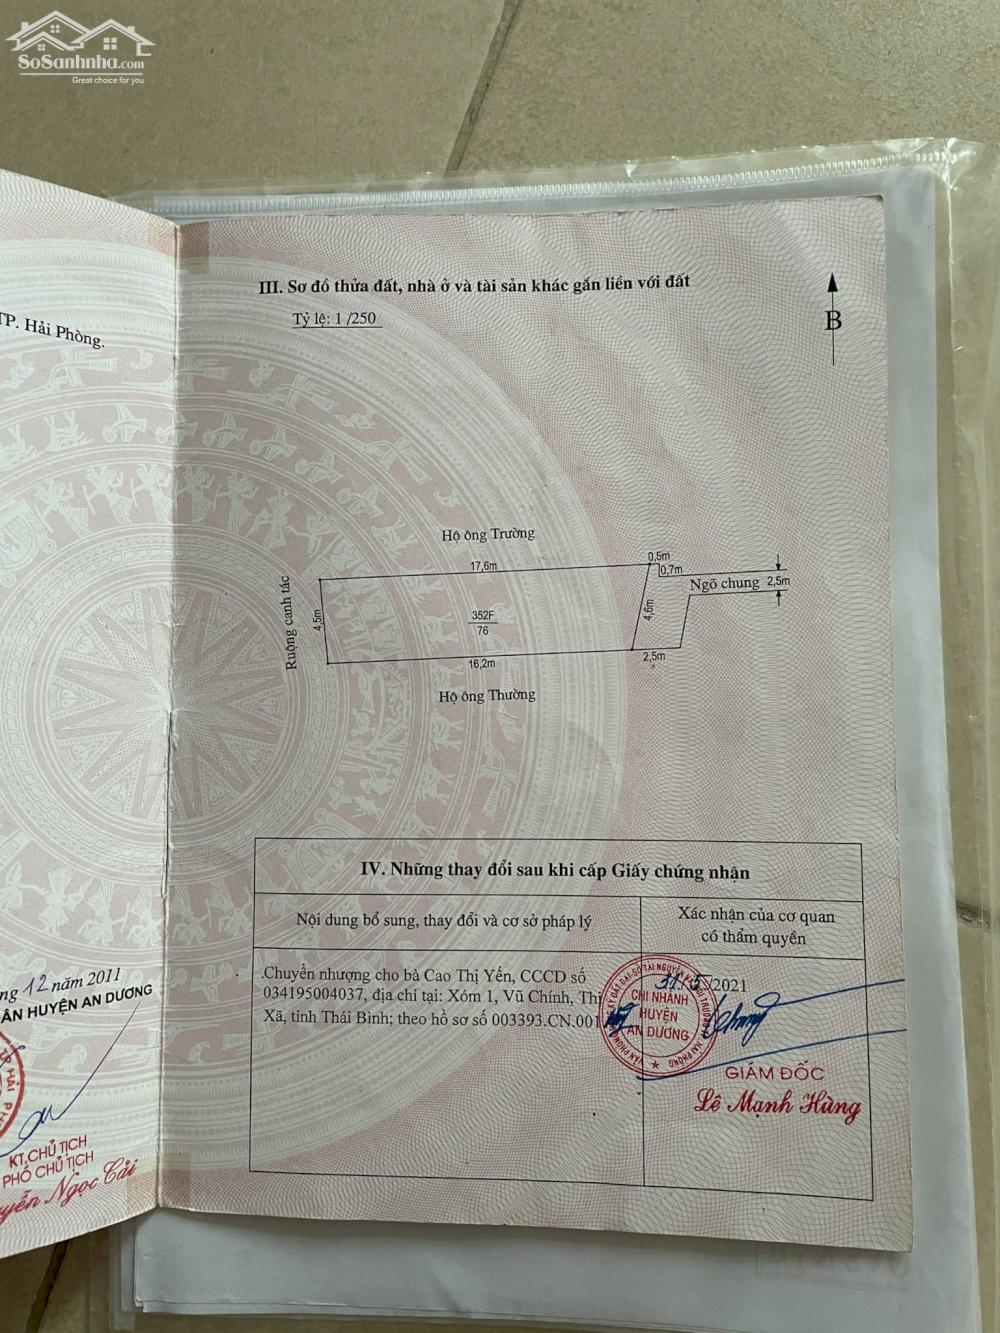 SoSanhnha.com
Great choice for you
TP. Hải Phòng.
III. Sơ đồ thửa đất, nhà ở và tài sản khác gắn liền với đất
Tỷ lệ: 1 /250
B
Hộ ông Trường
17,6m
0,5m
0,7m
Ngõ chung
2,5m
Ruộng canh tác
4,5m
352F
76
4,6m
16,2m
2,5m
Hộ ông Thường
IV. Những thay đổi sau khi cấp Giấy chứng nhận
Nội dung bổ sung, thay đổi và cơ sở pháp lý
Xác nhận của cơ quan
có thẩm quyền
.Chuyển nhượng cho bà Cao Thị Yến, CCCD số
034195004037, địa chỉ tại: Xóm 1, Vũ Chính, Thị
Xã, tỉnh Thái Bình; theo hồ sơ số 003393.CN.001
31/5/2021
CHI NHÁNH
HUYỆN
AN DƯƠNG
GIÁM ĐỐC
Lê Mạnh Hùng
12 năm 2011
HUYỆN AN DƯƠNG
KT.CHỦ TỊCH
PHÓ CHỦ TỊCH
Ngọc Cải